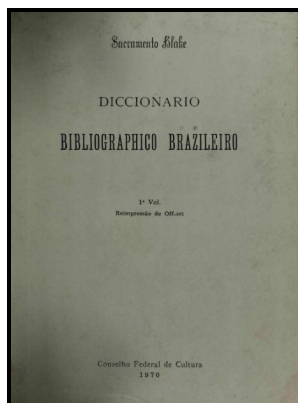 Sacramento Blake
DICCIONARIO
BIBLIOGRAPHICO BRAZILEIRO
1º Vol.
Reimpressão de Off-set
Conselho Federal de Cultura
1970